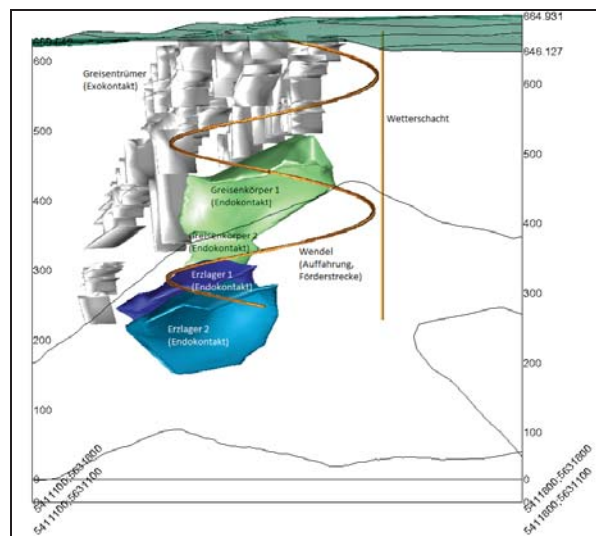 664.931
646.127
600
600
Greisentrümer
(Exokontakt)
Wetterschacht
500
500
400
Greisenkörper 1
(Endokontakt)
400
Greisenkörper 2
(Endokontakt)
Wendel
(Auffahrung,
Förderstrecke)
300
Erzlager 1
(Endokontakt)
300
Erzlager 2
(Endokontakt)
200
200
100
100
0
0
5411100;5631800
5411100;5631100
5411800;5631800
5411800;5631100